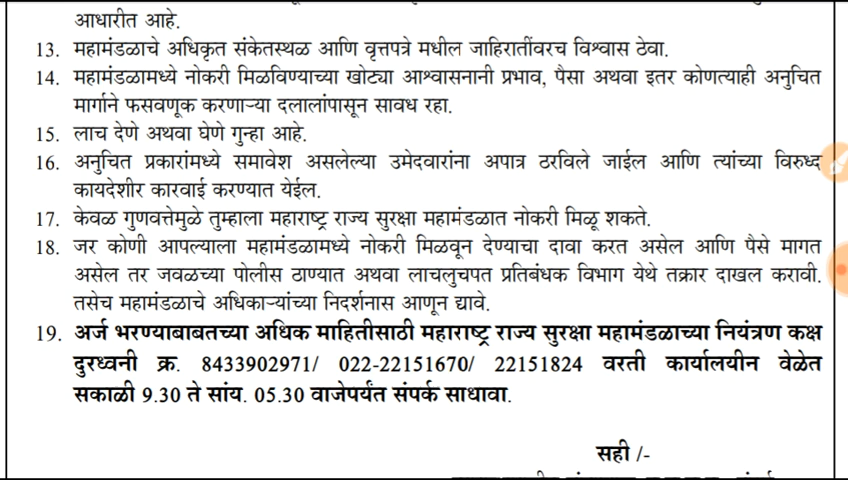 आधारीत आहे.
13. महामंडळाचे अधिकृत संकेतस्थळ आणि वृत्तपत्रे मधील जाहिरातींवरच विश्वास ठेवा.
14. महामंडळामध्ये नोकरी मिळविण्याच्या खोट्या आश्वासनानी प्रभाव, पैसा अथवा इतर कोणत्याही अनुचित
मार्गाने फसवणूक करणाऱ्या दलालांपासून सावध रहा.
15. लाच देणे अथवा घेणे गुन्हा आहे.
16. अनुचित प्रकारांमध्ये समावेश असलेल्या उमेदवारांना अपात्र ठरविले जाईल आणि त्यांच्या विरुध्द
कायदेशीर कारवाई करण्यात येईल.
17. केवळ गुणवत्तेमुळे तुम्हाला महाराष्ट्र राज्य सुरक्षा महामंडळात नोकरी मिळू शकते.
18. जर कोणी आपल्याला महामंडळामध्ये नोकरी मिळवून देण्याचा दावा करत असेल आणि पैसे मागत
असेल तर जवळच्या पोलीस ठाण्यात अथवा लाचलुचपत प्रतिबंधक विभाग येथे तक्रार दाखल करावी.
तसेच महामंडळाचे अधिकाऱ्यांच्या निदर्शनास आणून द्यावे.
19. अर्ज भरण्याबाबतच्या अधिक माहितीसाठी महाराष्ट्र राज्य सुरक्षा महामंडळाच्या नियंत्रण कक्ष
दुरध्वनी क्र. 8433902971/ 022-22151670/ 22151824 वरती कार्यालयीन वेळेत
सकाळी 9.30 ते सांय. 05.30 वाजेपर्यंत संपर्क साधावा.
सही /-